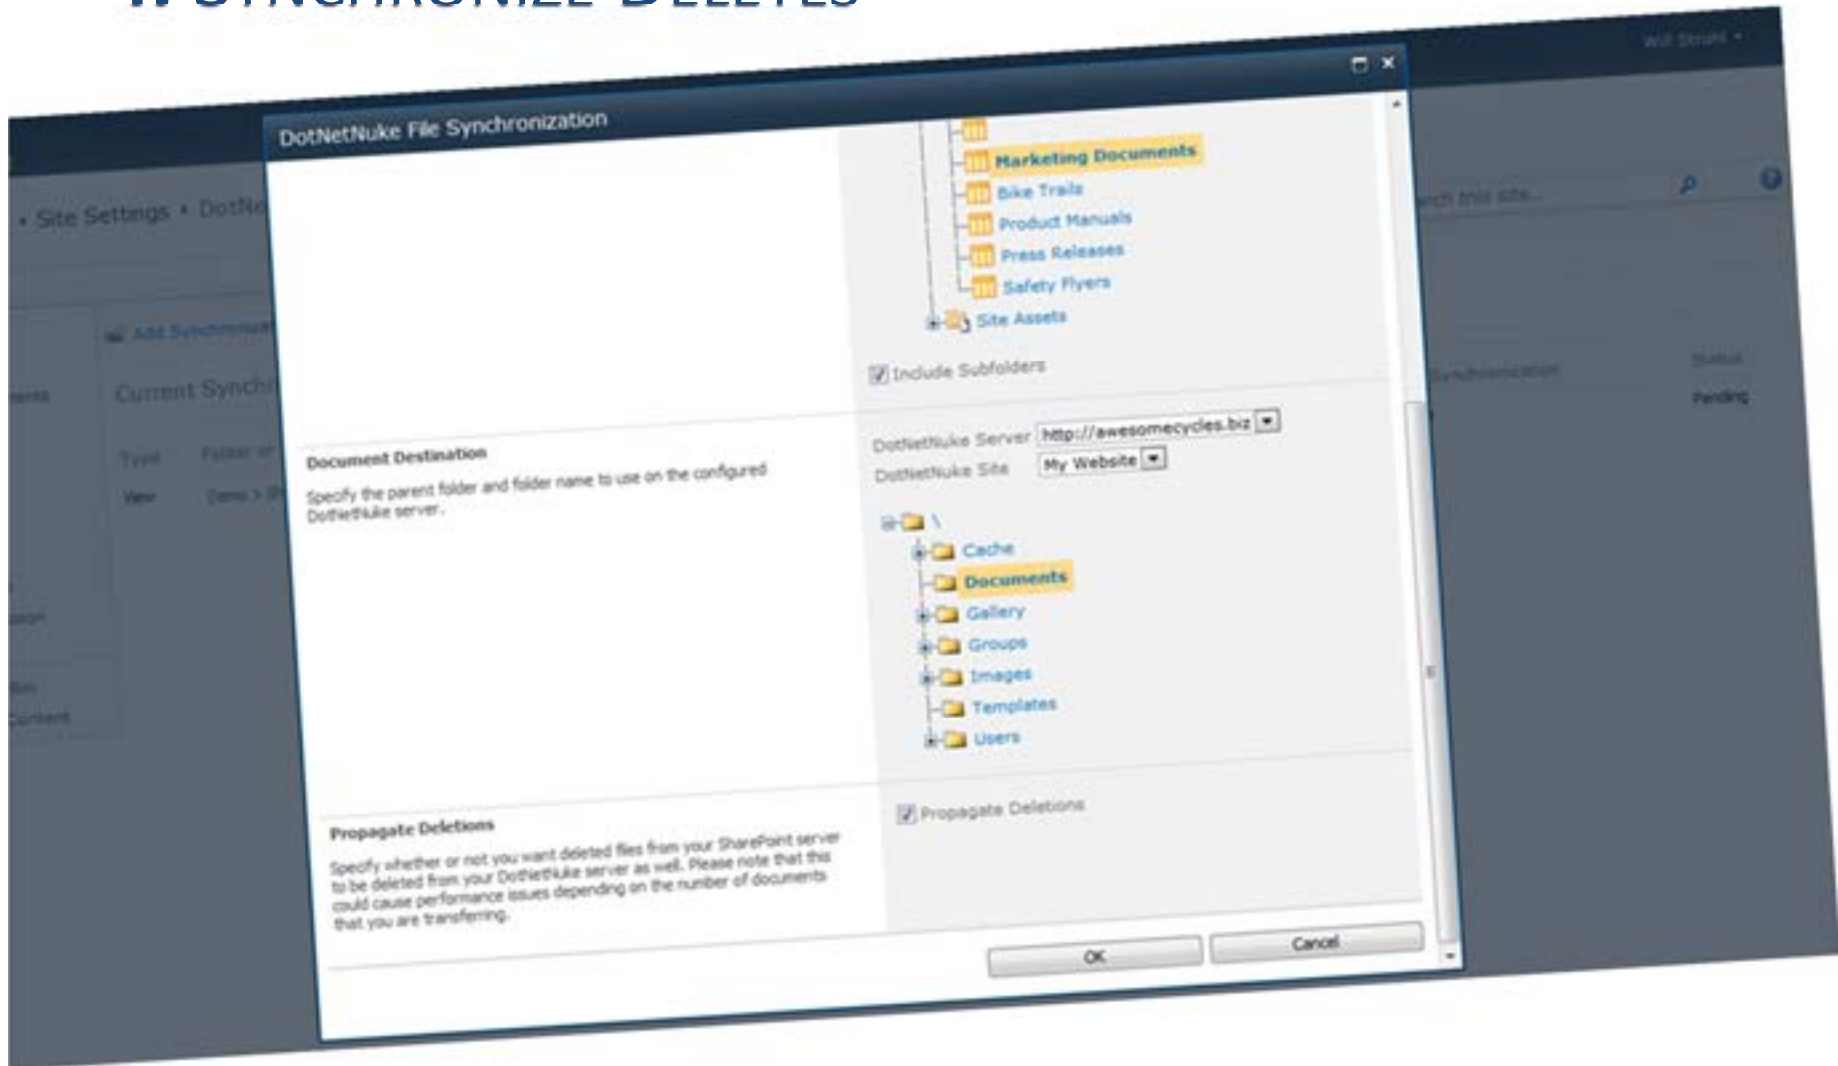 SYNCHRONIZE DELETES
Will Struhl
DotNetNuke File Synchronization
Site Settings
Marketing Documents
Bike Trails
Product Manuals
Press Releases
Safety Flyers
Site Assets
Include Subfolders
Add
Current
Status
Pending
Document Destination
Specify the parent folder and folder name to use on the configured
DotNetNuke server.
DotNetNuke Server http://awesomecycles.biz
DotNetNuke Site My Website
\
Cache
Documents
Gallery
Groups
Images
Templates
Users
Content
Propagate Deletions
Specify whether or not you want deleted files from your SharePoint server
to be deleted from your DotNetNuke server as well. Please note that this
could cause performance issues depending on the number of documents
that you are transferring.
Propagate Deletions
OK Cancel